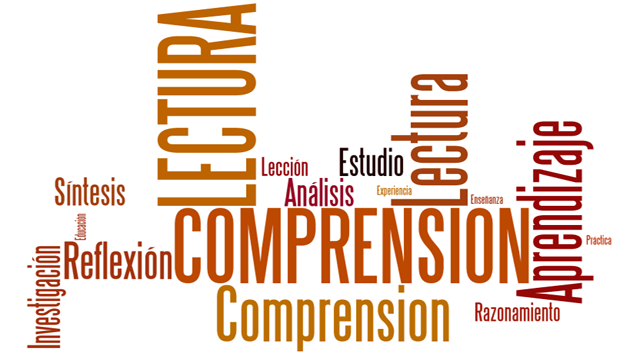 LECTURA
Lectura
Aprendizaje
Lección
Estudio
Análisis
Experiencia
Enseñanza
Síntesis
Educación
Investigación
Reflexión
COMPRENSION
Practica
Comprension
Razonamiento